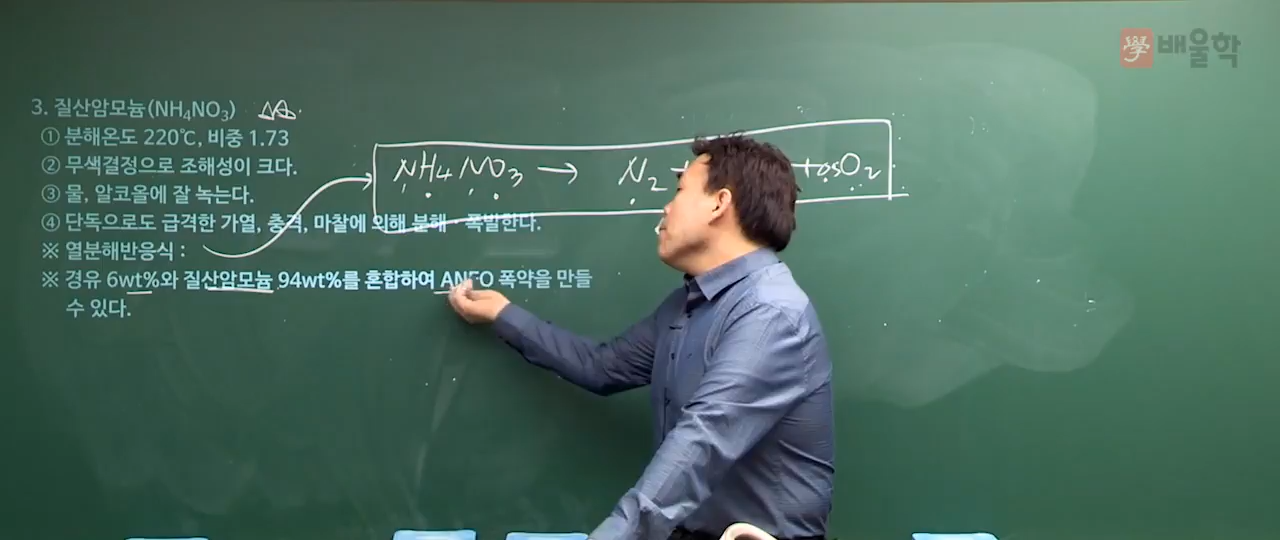 學 배울학
3. 질산암모늄(NH₄NO₃)
① 분해온도 220℃, 비중 1.73
② 무색결정으로 조해성이 크다.
③ 물, 알코올에 잘 녹는다.
④ 단독으로도 급격한 가열, 충격, 마찰에 의해 분해 · 폭발한다.
※ 열분해반응식 :
NH₄NO₃ → N₂ + +0.5O₂
※ 경유 6wt%와 질산암모늄 94wt%를 혼합하여 ANFO 폭약을 만들
수 있다.